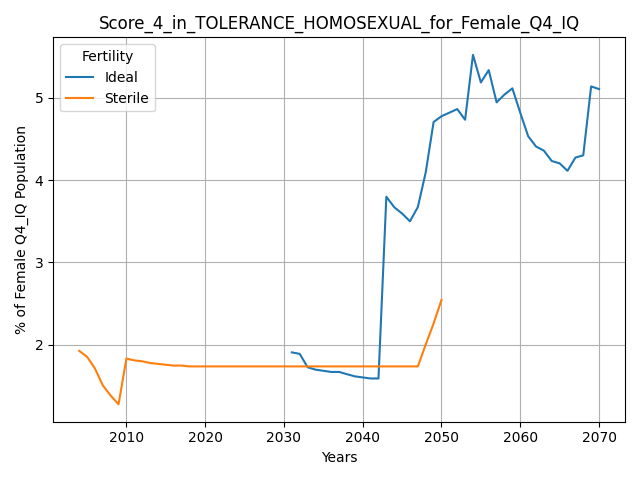 Score_4_in_TOLERANCE_HOMOSEXUAL_for_Female_Q4_IQ
Fertility
Ideal
Sterile
% of Female Q4_IQ Population
5
4
3
2
2010
2020
2030
2040
2050
2060
2070
Years